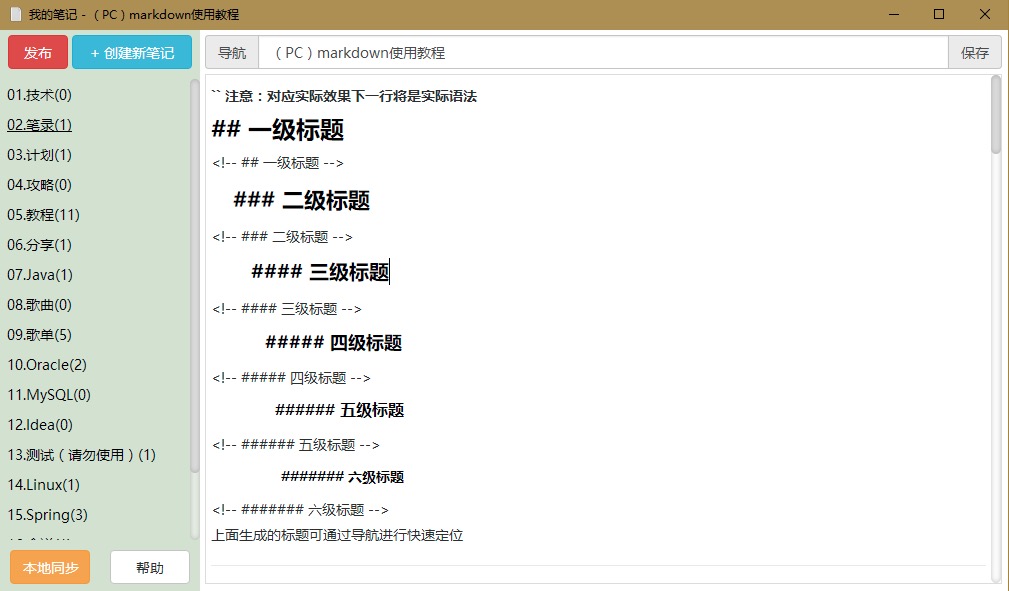 我的笔记 - （PC）markdown使用教程
发布
+ 创建新笔记
01.技术(0)
02.笔录(1)
03.计划(1)
04.攻略(0)
05.教程(11)
06.分享(1)
07.Java(1)
08.歌曲(0)
09.歌单(5)
10.Oracle(2)
11.MySQL(0)
12.Idea(0)
13.测试（请勿使用）(1)
14.Linux(1)
15.Spring(3)
本地同步
帮助
导航
（PC）markdown使用教程
保存
`` 注意：对应实际效果下一行将是实际语法
## 一级标题
<!-- ## 一级标题 -->
### 二级标题
<!-- ### 二级标题 -->
#### 三级标题
<!-- #### 三级标题 -->
##### 四级标题
<!-- ##### 四级标题 -->
###### 五级标题
<!-- ###### 五级标题 -->
####### 六级标题
<!-- ####### 六级标题 -->
上面生成的标题可通过导航进行快速定位